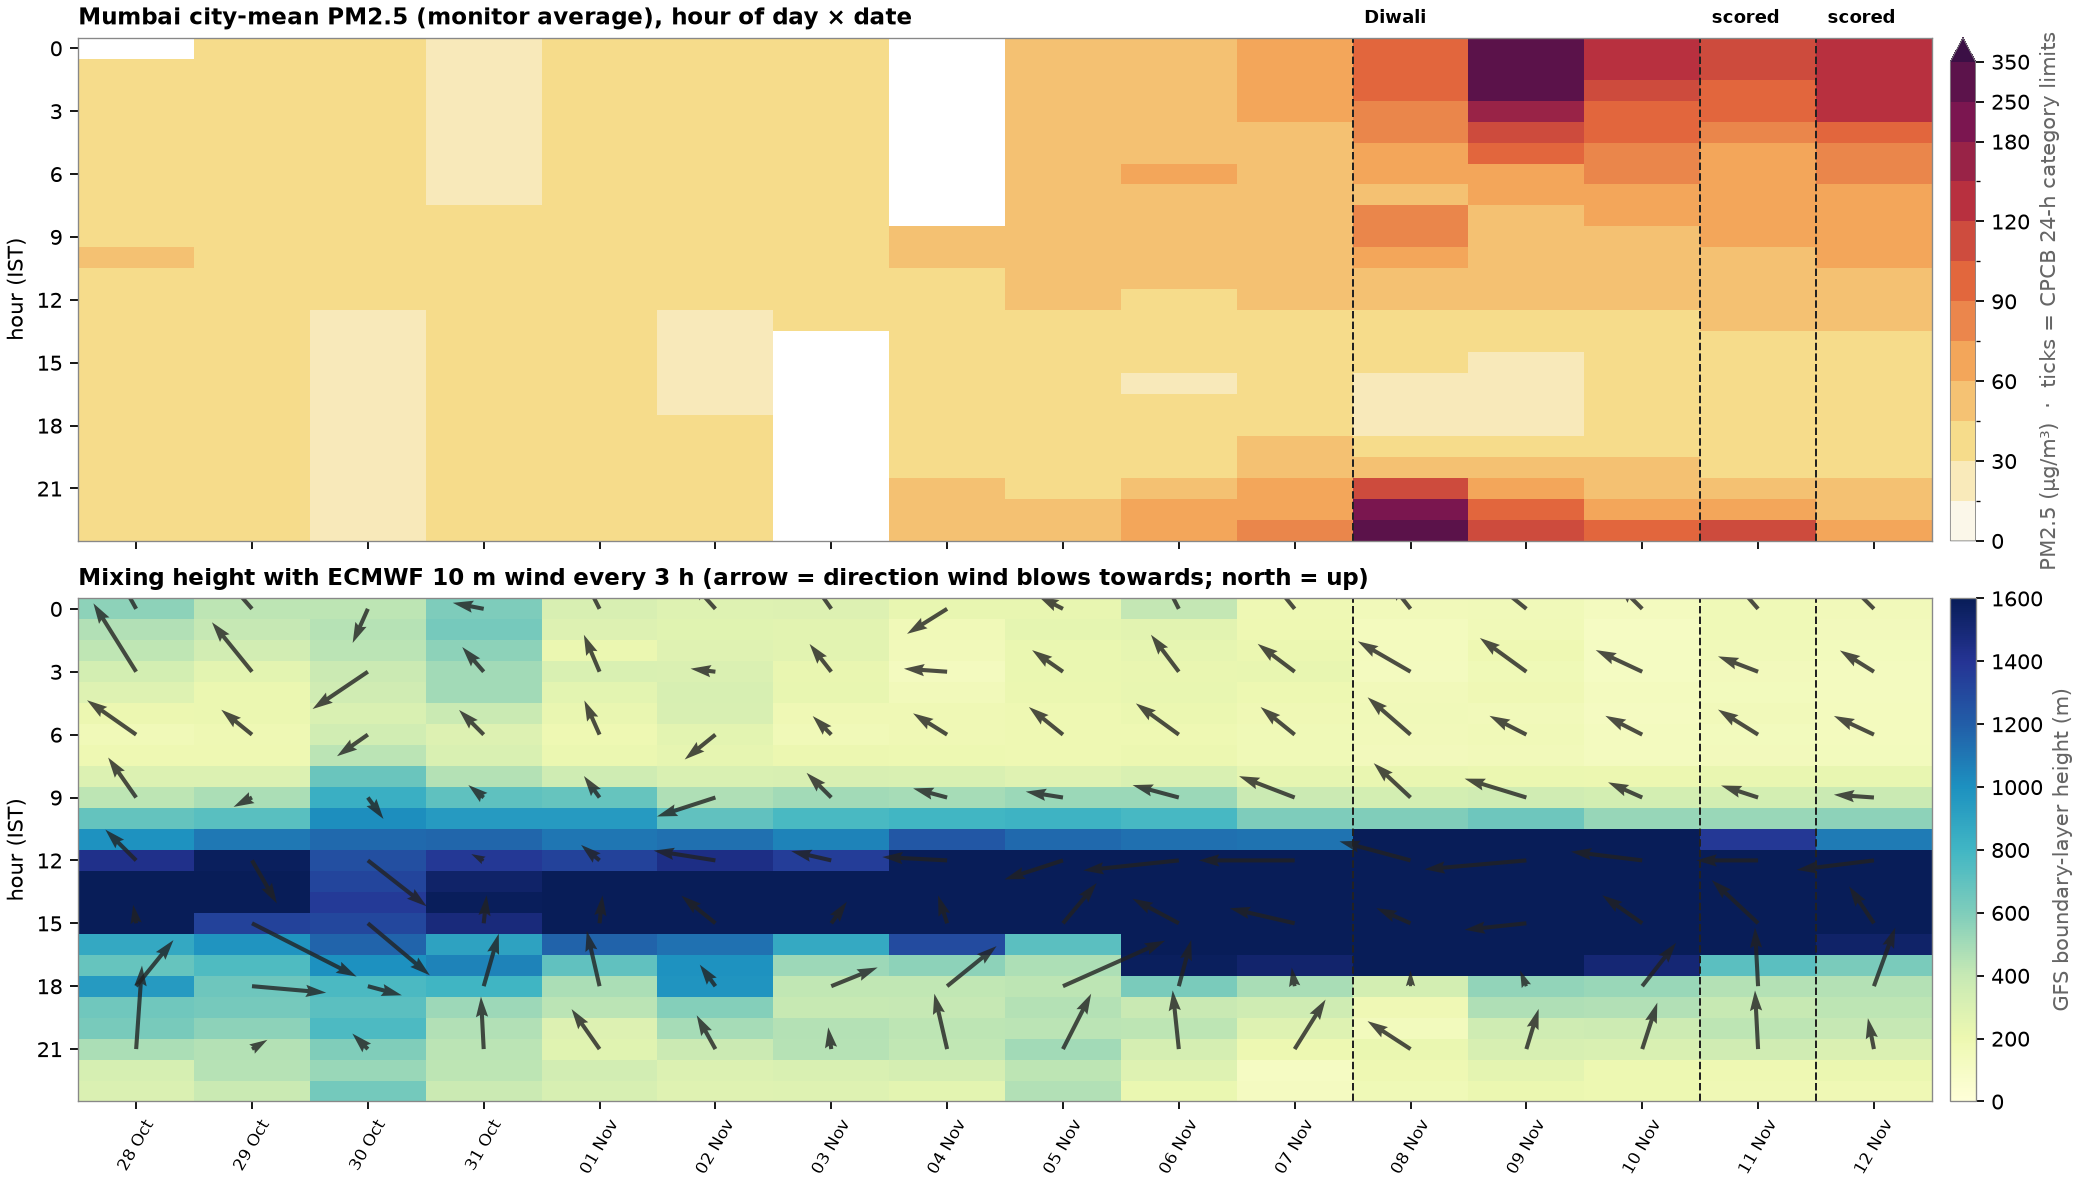 Mumbai city-mean PM2.5 (monitor average), hour of day × date
Diwali
scored
scored
hour (IST)
0
3
6
9
12
15
18
21
350
250
180
120
90
60
30
0
PM2.5 (µg/m³) · ticks = CPCB 24-h category limits
Mixing height with ECMWF 10 m wind every 3 h (arrow = direction wind blows towards; north = up)
hour (IST)
0
3
6
9
12
15
18
21
1600
1400
1200
1000
800
600
400
200
0
GFS boundary-layer height (m)
28 Oct
29 Oct
30 Oct
31 Oct
01 Nov
02 Nov
03 Nov
04 Nov
05 Nov
06 Nov
07 Nov
08 Nov
09 Nov
10 Nov
11 Nov
12 Nov